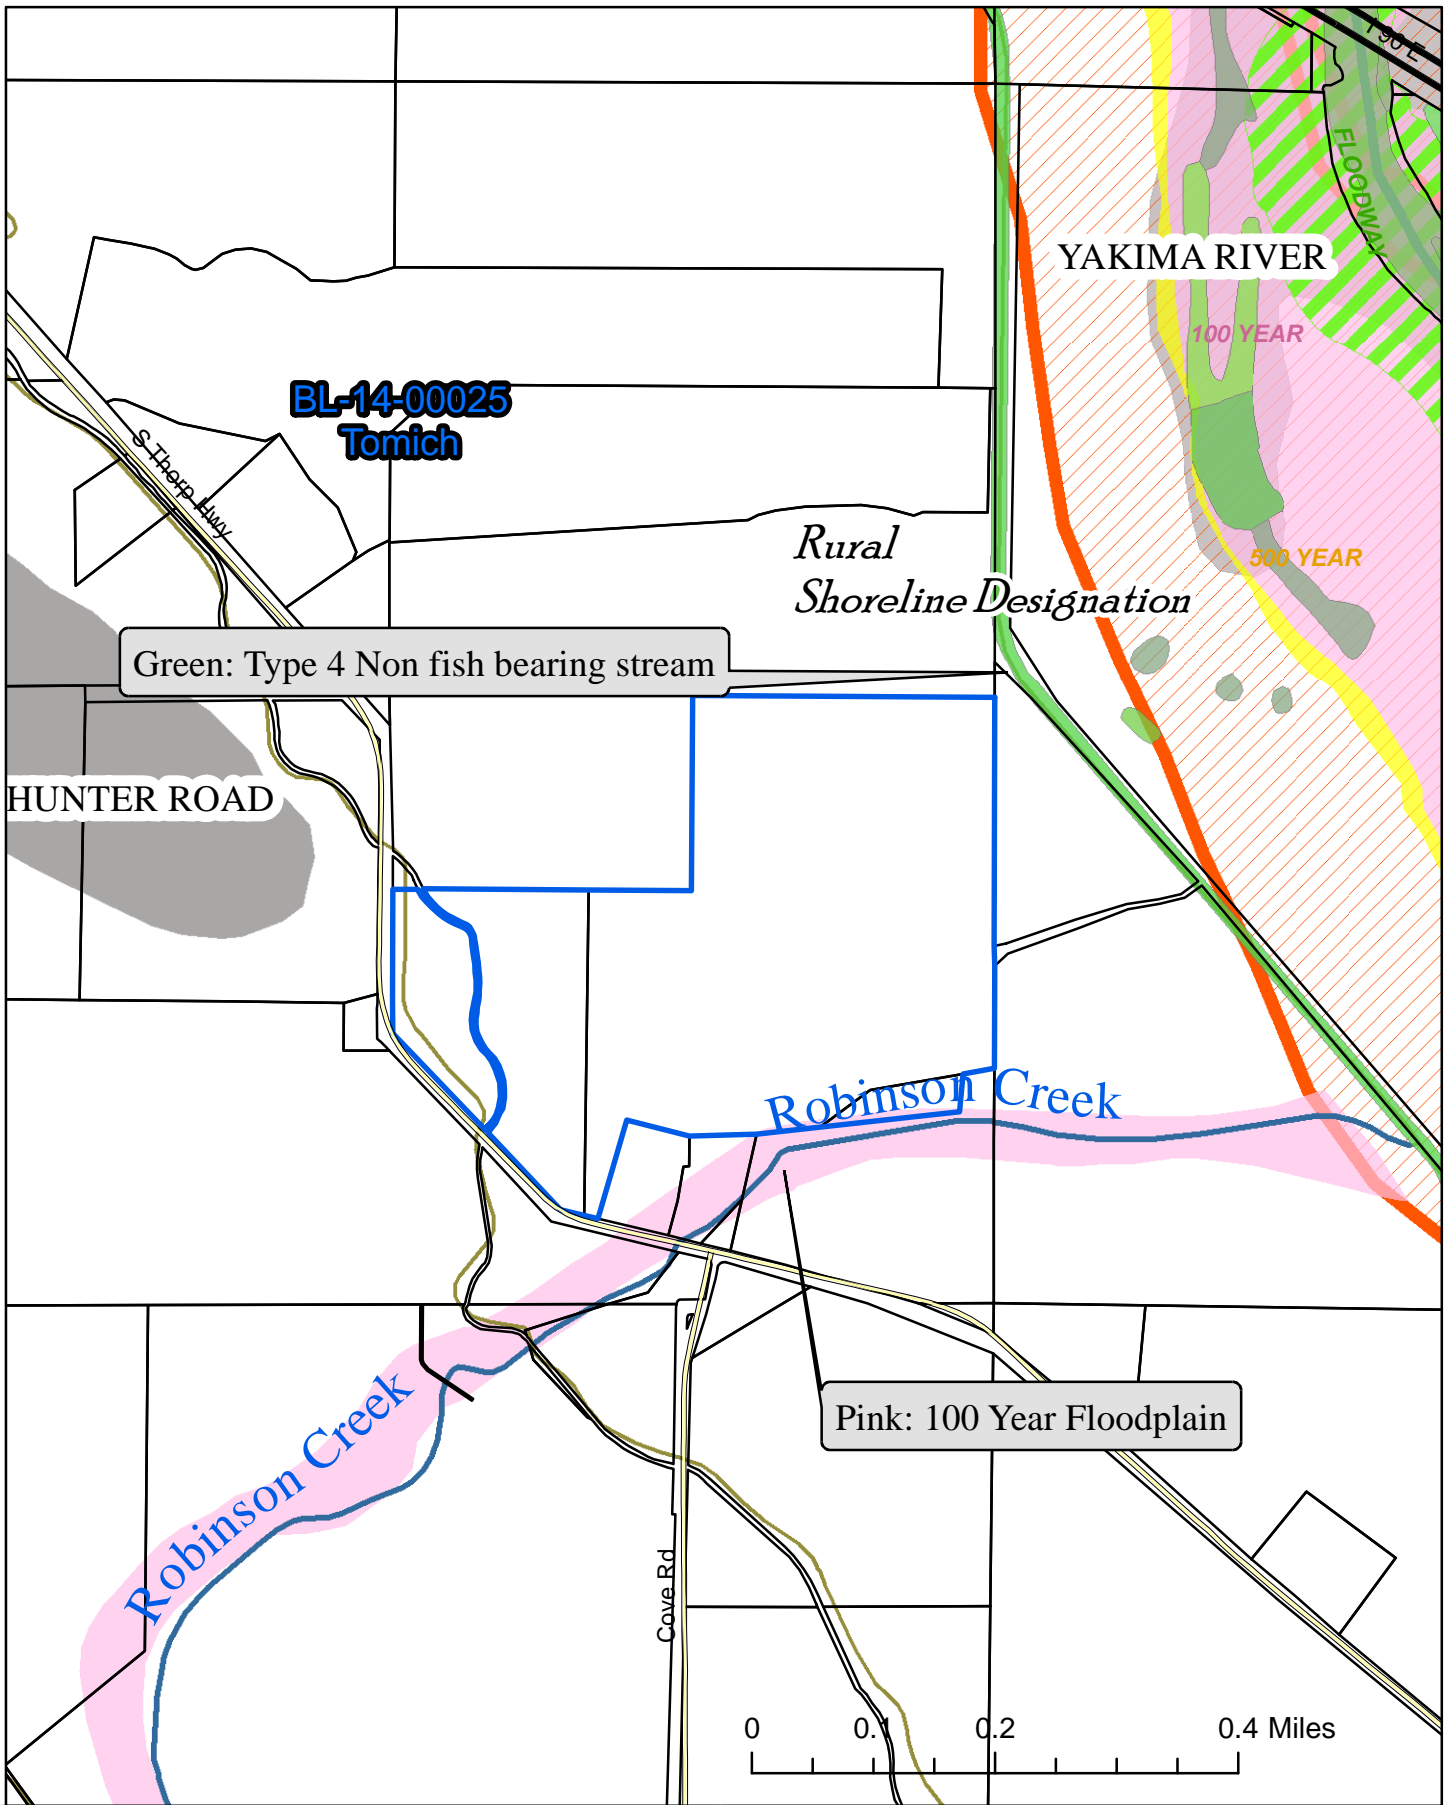 I 90 E
FLOODWAY
YAKIMA RIVER
100 YEAR
BL-14-00025
Tomich
S Thorp Hwy
Rural
Shoreline Designation
500 YEAR
Green: Type 4 Non fish bearing stream
HUNTER ROAD
Robinson Creek
Pink: 100 Year Floodplain
Robinson Creek
Cove Rd
0 0.1 0.2 0.4 Miles